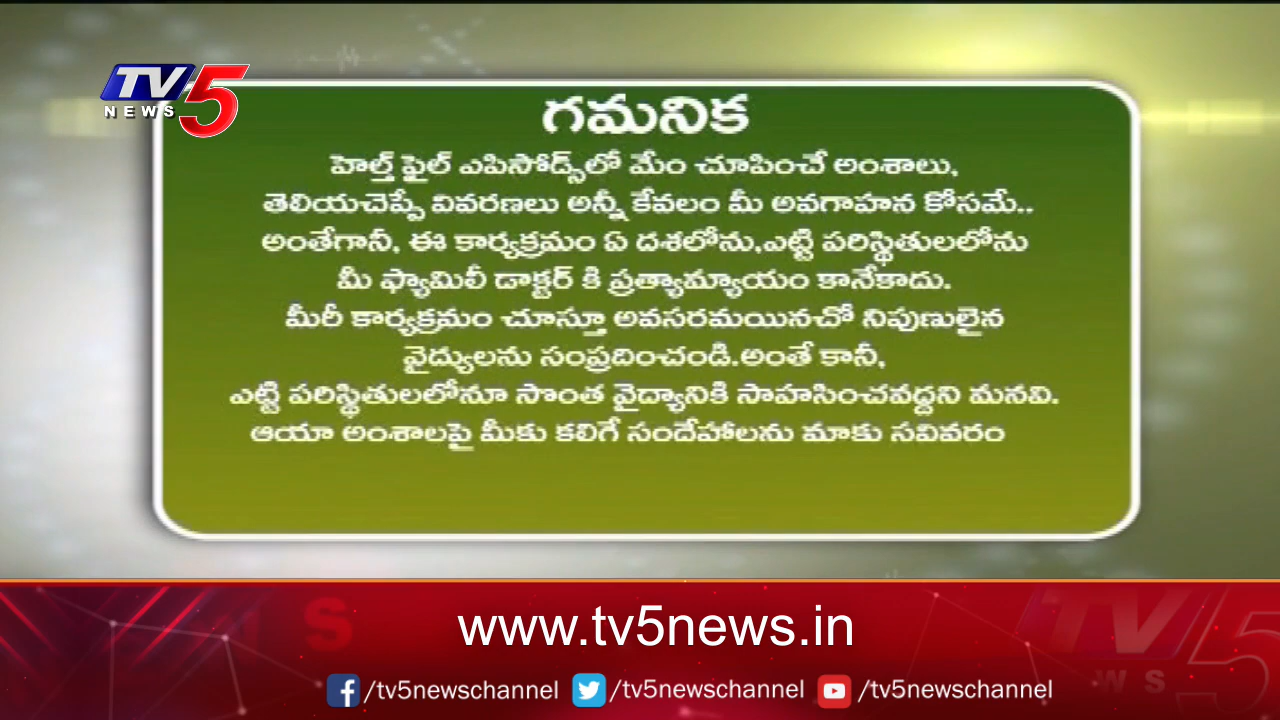 TV5
NEWS
గమనిక
హెల్త్ ఫైల్ ఎపిసోడ్స్‌లో మేం చూపించే అంశాలు,
తెలియచెప్పే వివరణలు అన్నీ కేవలం మీ అవగాహన కోసమే..
అంతేగానీ, ఈ కార్యక్రమం ఏ దశలోను,ఎట్టి పరిస్థితులలోను
మీ ఫ్యామిలీ డాక్టర్ కి ప్రత్యామ్యాయం కానేకాదు.
మీరీ కార్యక్రమం చూస్తూ అవసరమయినచో నిపుణులైన
వైద్యులను సంప్రదించండి.అంతే కానీ,
ఎట్టి పరిస్థితులలోనూ సొంత వైద్యానికి సాహసించవద్దని మనవి.
ఆయా అంశాలపై మీకు కలిగే సందేహాలను మాకు సవివరం
www.tv5news.in
/tv5newschannel /tv5newschannel /tv5newschannel